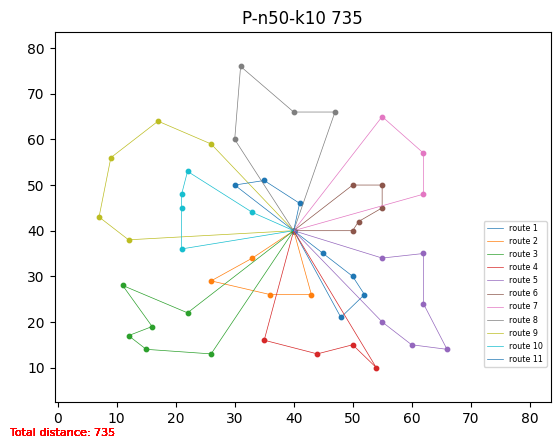 P-n50-k10 735
80
70
60
50
40
30
20
10
0 10 20 30 40 50 60 70 80
route 1
route 2
route 3
route 4
route 5
route 6
route 7
route 8
route 9
route 10
route 11
Total distance: 735